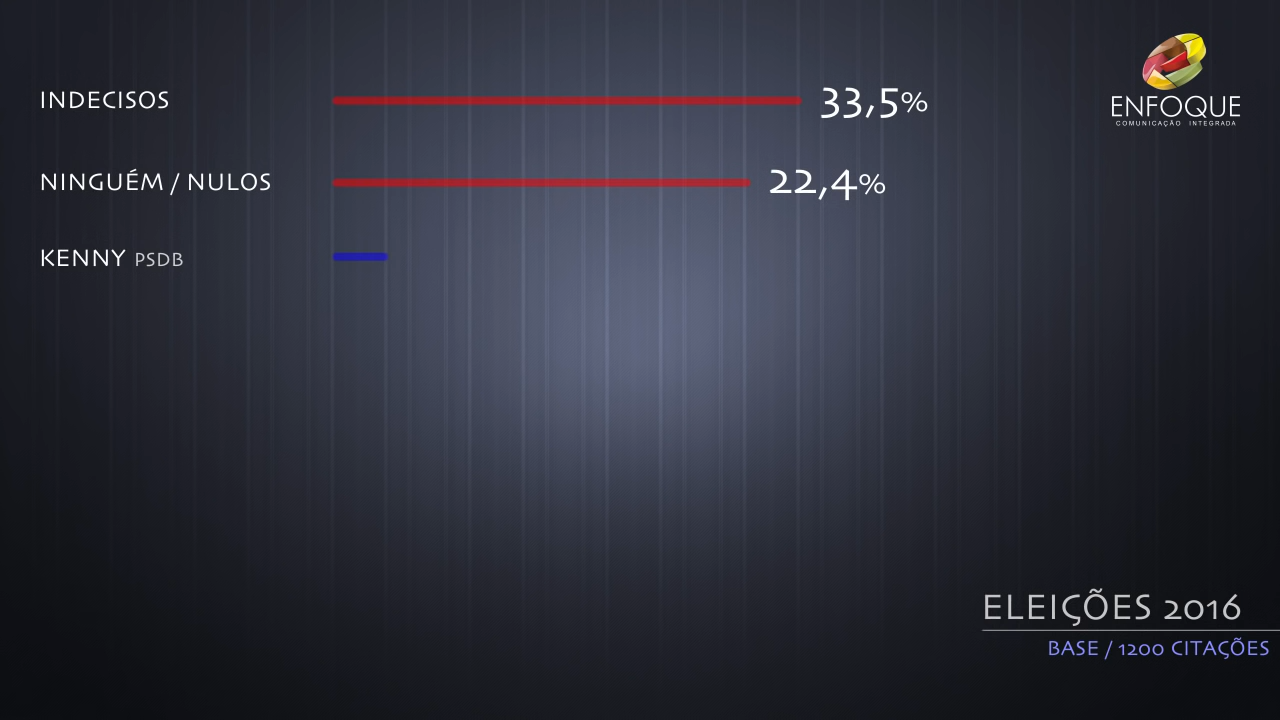 INDECISOS 33,5%
NINGUÉM / NULOS 22,4%
KENNY PSDB
ENFOQUE
COMUNICAÇÃO INTEGRADA
ELEIÇÕES 2016
BASE / 1200 CITAÇÕES